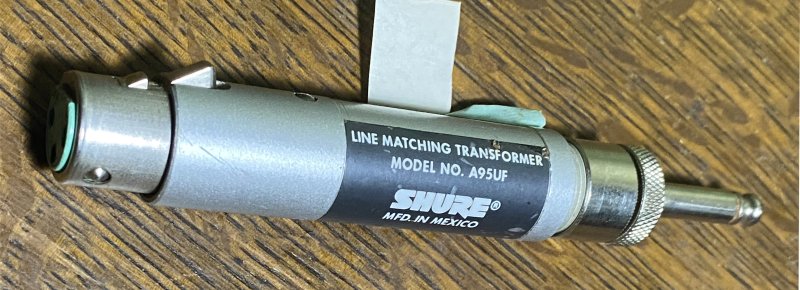 LINE MATCHING TRANSFORMER
MODEL NO. A95UF
SHURE®
MFD. IN MEXICO